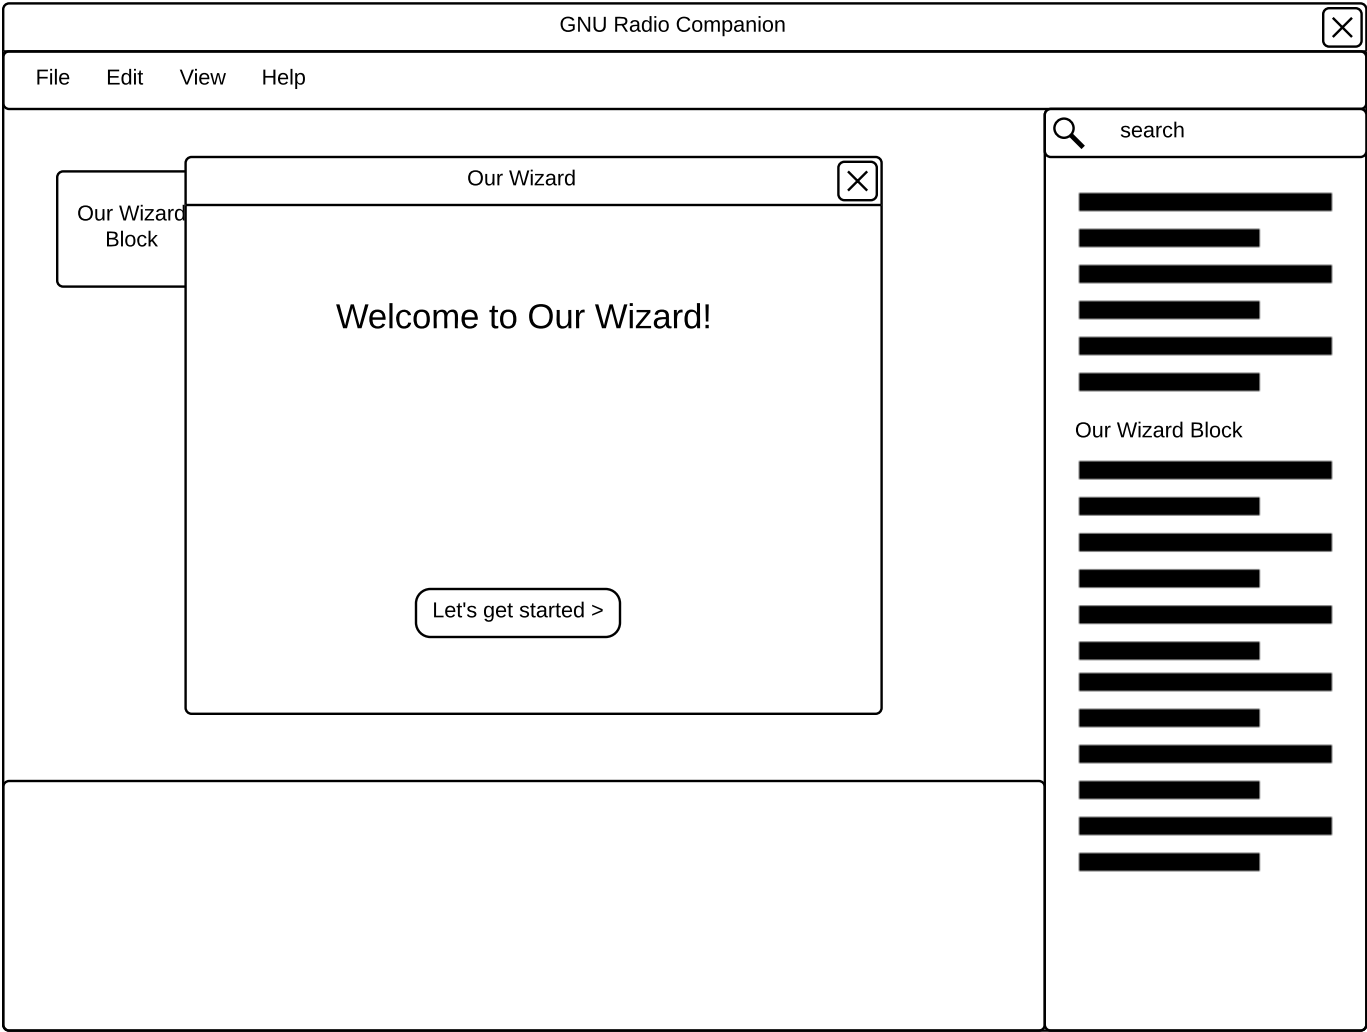 GNU Radio Companion
File Edit View Help
search
Our Wizard
Our Wizard
Block
Welcome to Our Wizard!
Our Wizard Block
Let's get started >